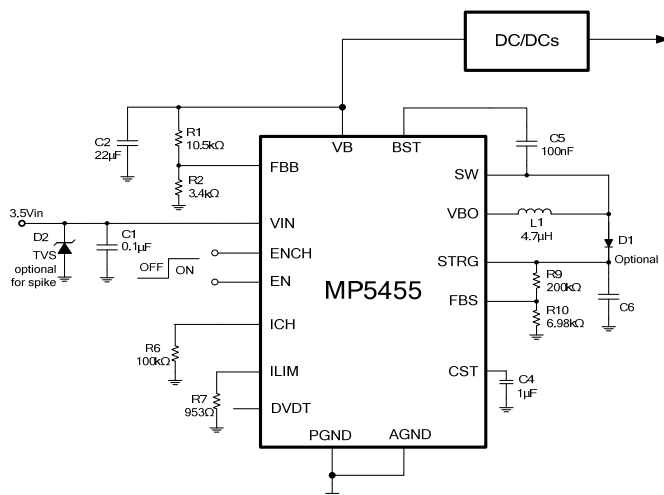 DC/DCs
C2
22µF
R1
10.5kΩ
R2
3.4kΩ
VB
BST
C5
100nF
FBB
SW
3.5Vin
VIN
VBO
L1
4.7µH
D2
TVS
optional
for spike
C1
0.1µF
ENCH
OFF
ON
EN
STRG
D1
Optional
R9
200kΩ
MP5455
FBS
R10
6.98kΩ
C6
ICH
R6
100kΩ
ILIM
CST
C4
1µF
R7
953Ω
DVDT
PGND
AGND